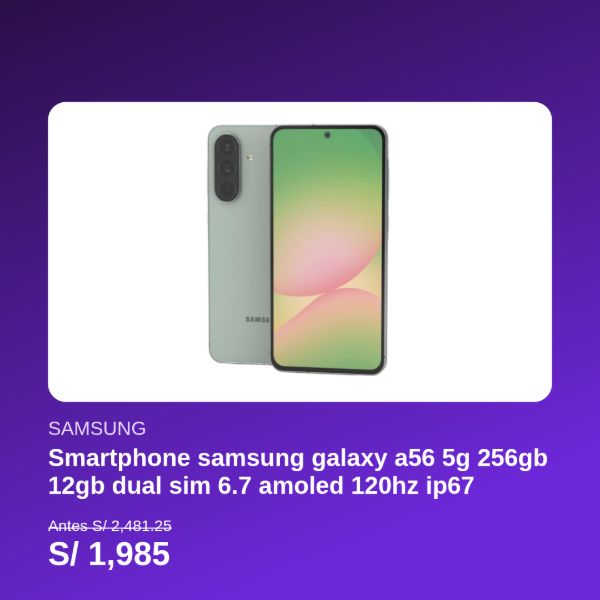 SAMSUNG
Smartphone samsung galaxy a56 5g 256gb
12gb dual sim 6.7 amoled 120hz ip67
Antes S/ 2,481.25
S/ 1,985